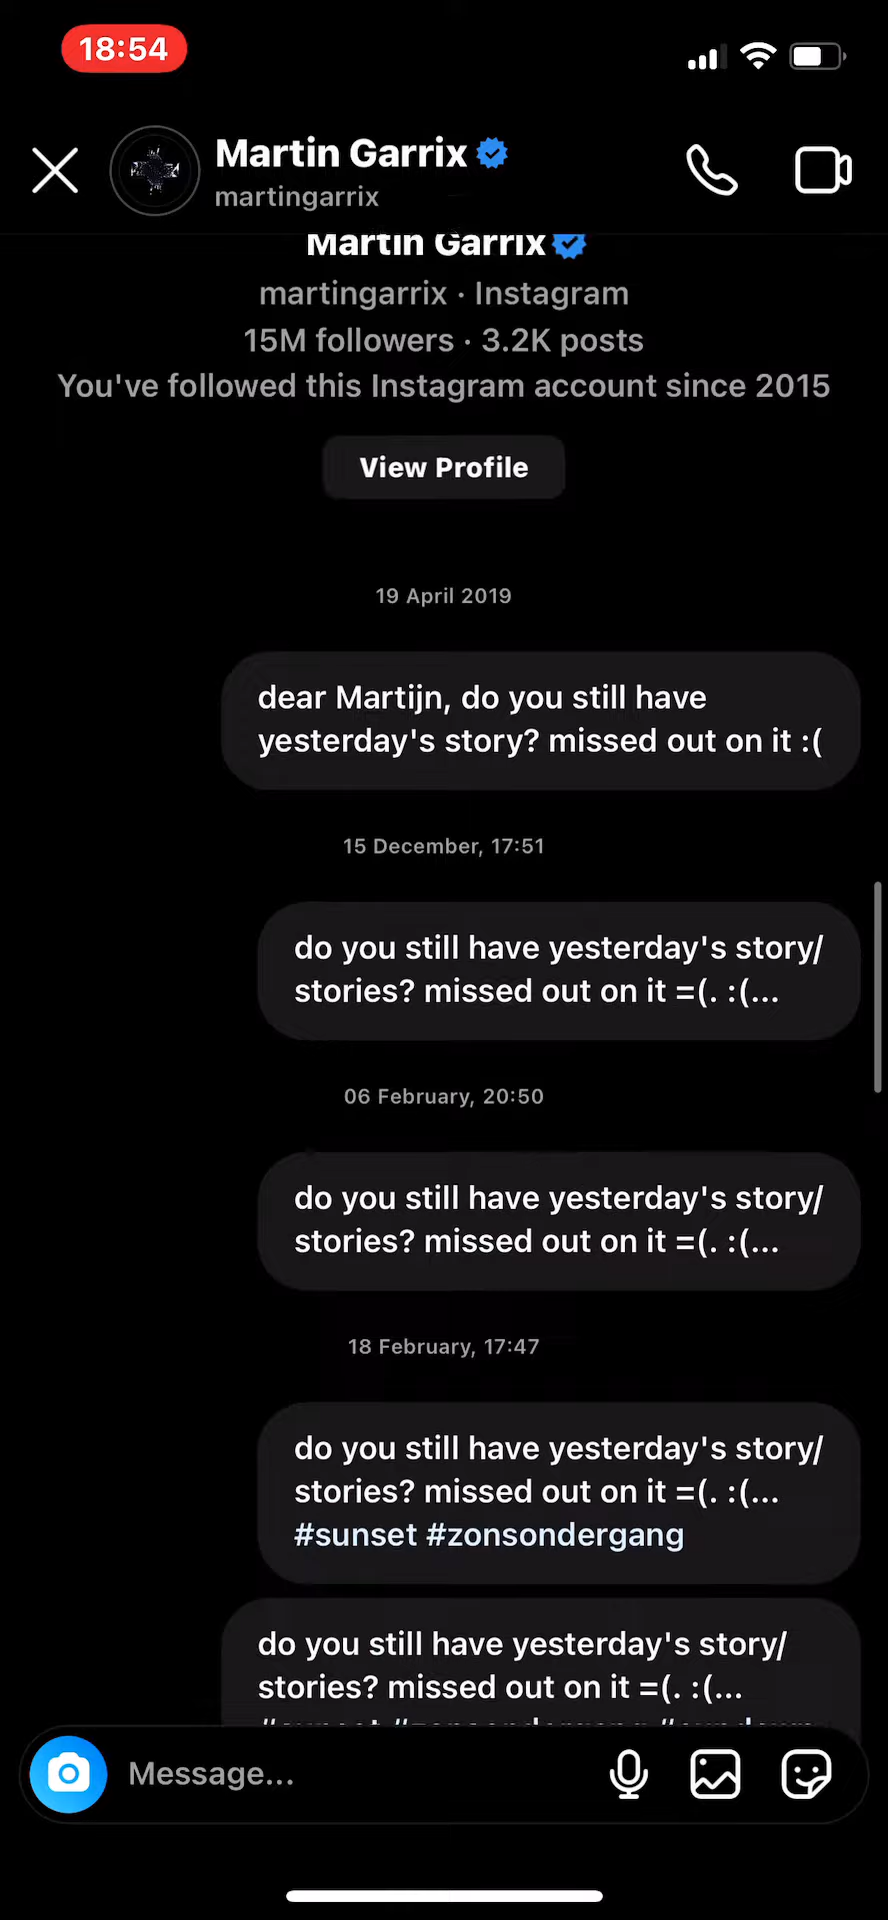 18:54
Martin Garrix
martingarrix
Martin Garrix
martingarrix · Instagram
15M followers · 3.2K posts
You've followed this Instagram account since 2015
View Profile
19 April 2019
dear Martijn, do you still have
yesterday's story? missed out on it :(
15 December, 17:51
do you still have yesterday's story/
stories? missed out on it =(. :(...
06 February, 20:50
do you still have yesterday's story/
stories? missed out on it =(. :(...
18 February, 17:47
do you still have yesterday's story/
stories? missed out on it =(. :(...
#sunset #zonsondergang
do you still have yesterday's story/
stories? missed out on it =(. :(...
#sunset #zonsondergang #sundown
Message...